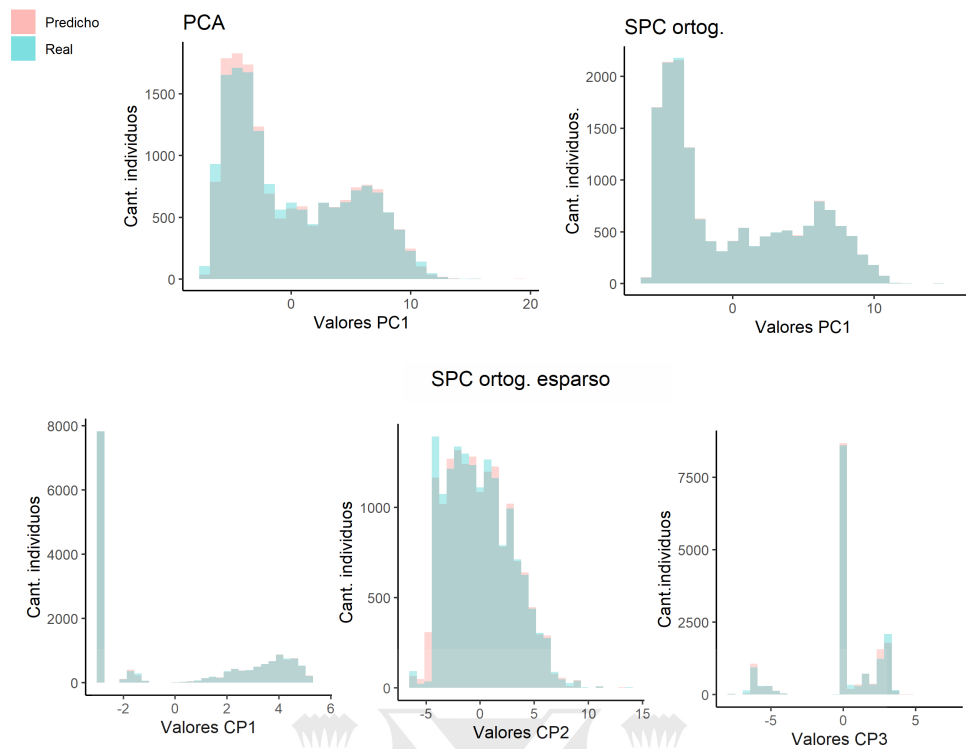 Predicho
Real
PCA
Cant. individuos
1500
1000
500
0
0
10
20
Valores PC1
SPC ortog.
Cant. individuos.
2000
1500
1000
500
0
0
10
Valores PC1
SPC ortog. esparso
Cant. individuos
8000
6000
4000
2000
0
-2
0
2
4
6
Valores CP1
Cant. individuos
1000
500
0
-5
0
5
10
15
Valores CP2
Cant.individuos
7500
5000
2500
0
-5
0
5
Valores CP3